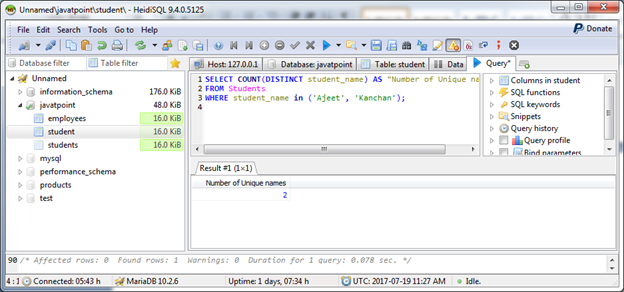 Unnamed\javatpoint\student\ - HeidiSQL 9.4.0.5125
File Edit Search Tools Go to Help
Donate
Database filter Table filter
Host: 127.0.0.1 Database: javatpoint Table: student Data Query*
Unnamed
information_schema 176.0 KiB
javatpoint 48.0 KiB
employees 16.0 KiB
student 16.0 KiB
students 16.0 KiB
mysql
performance_schema
products
test
1 SELECT COUNT(DISTINCT student_name) AS "Number of Unique na
2 FROM Students
3 WHERE student_name in ('Ajeet', 'Kanchan');
4
Columns in student
SQL functions
SQL keywords
Snippets
Query history
Query profile
Bind parameters
Result #1 (1×1)
Number of Unique names
2
90 /* Affected rows: 0 Found rows: 1 Warnings: 0 Duration for 1 query: 0.078 sec. */
4 : 1 Connected: 05:43 h MariaDB 10.2.6 Uptime: 1 days, 07:34 h UTC: 2017-07-19 11:27 AM Idle.